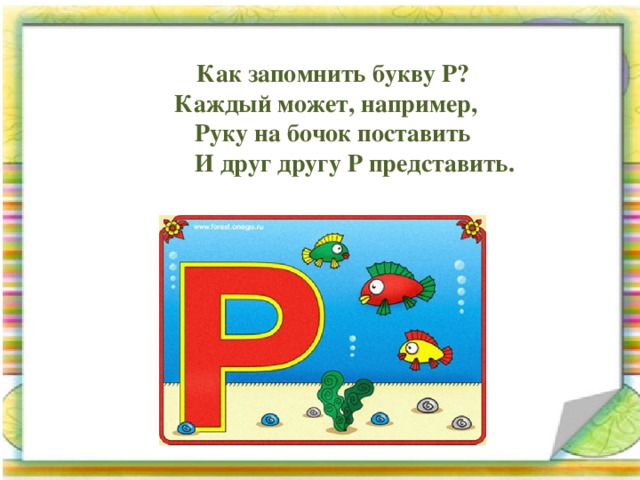 Как запомнить букву Р?
Каждый может, например,
Руку на бочок поставить
И друг другу Р представить.
www.forest.onego.ru
Р